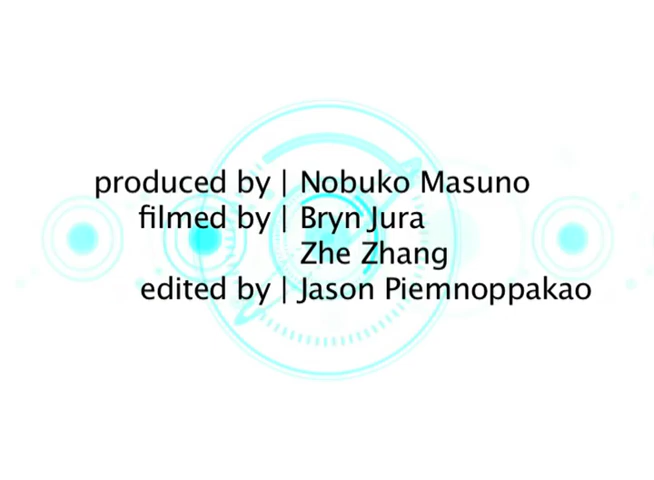 produced by | Nobuko Masuno
filmed by | Bryn Jura
Zhe Zhang
edited by | Jason Piemnoppakao